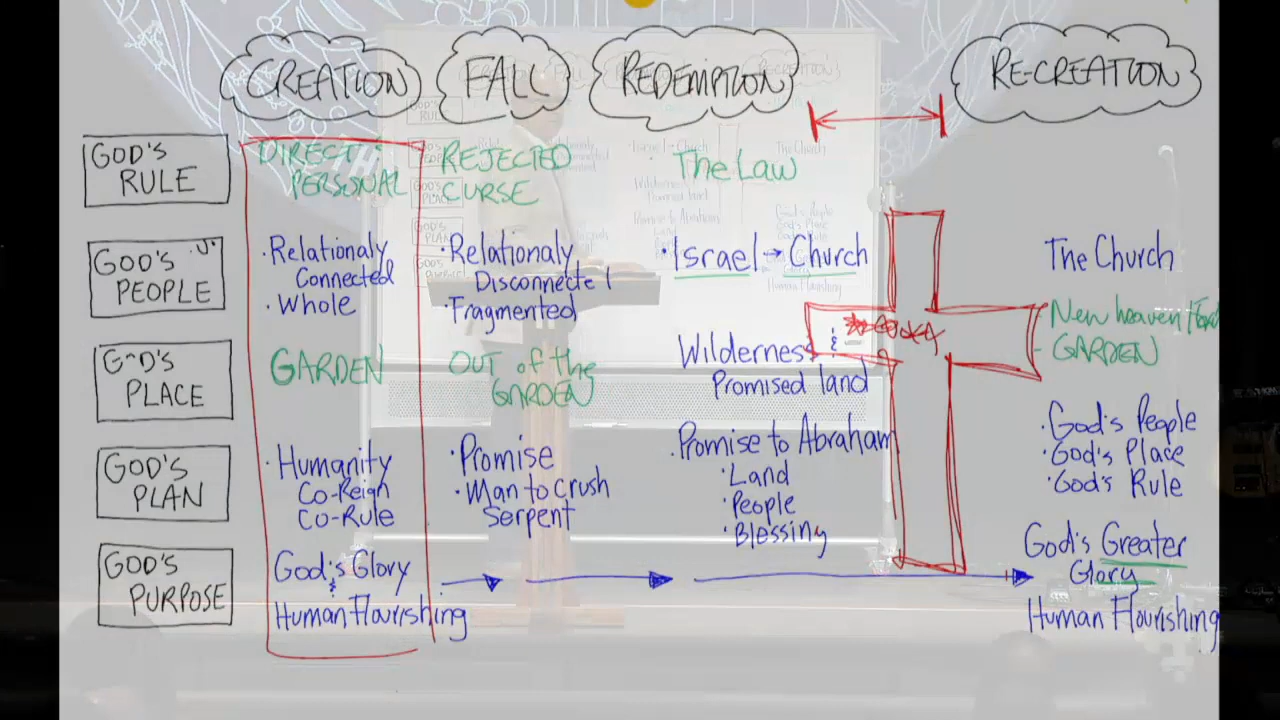 CREATION FALL REDEMPTION RE-CREATION
GOD'S
RULE
DIRECT &
PERSONAL
REJECTED
CURSE
The Law
GOD'S
PEOPLE
· Relationaly
Connected
· Whole
· Relationaly
Disconnected
· Fragmented
· Israel → Church
The Church
GOD'S
PLACE
GARDEN
OUT of the
GARDEN
Wilderness &
Promised land
New heaven
GARDEN
GOD'S
PLAN
· Humanity
Co-Reign
Co-Rule
· Promise
· Man to crush
Serpent
· Promise to Abraham
· Land
· People
· Blessing
· God's People
· God's Place
· God's Rule
GOD'S
PURPOSE
God's Glory
&
Human Flourishing
God's Greater
Glory
Human Flourishing